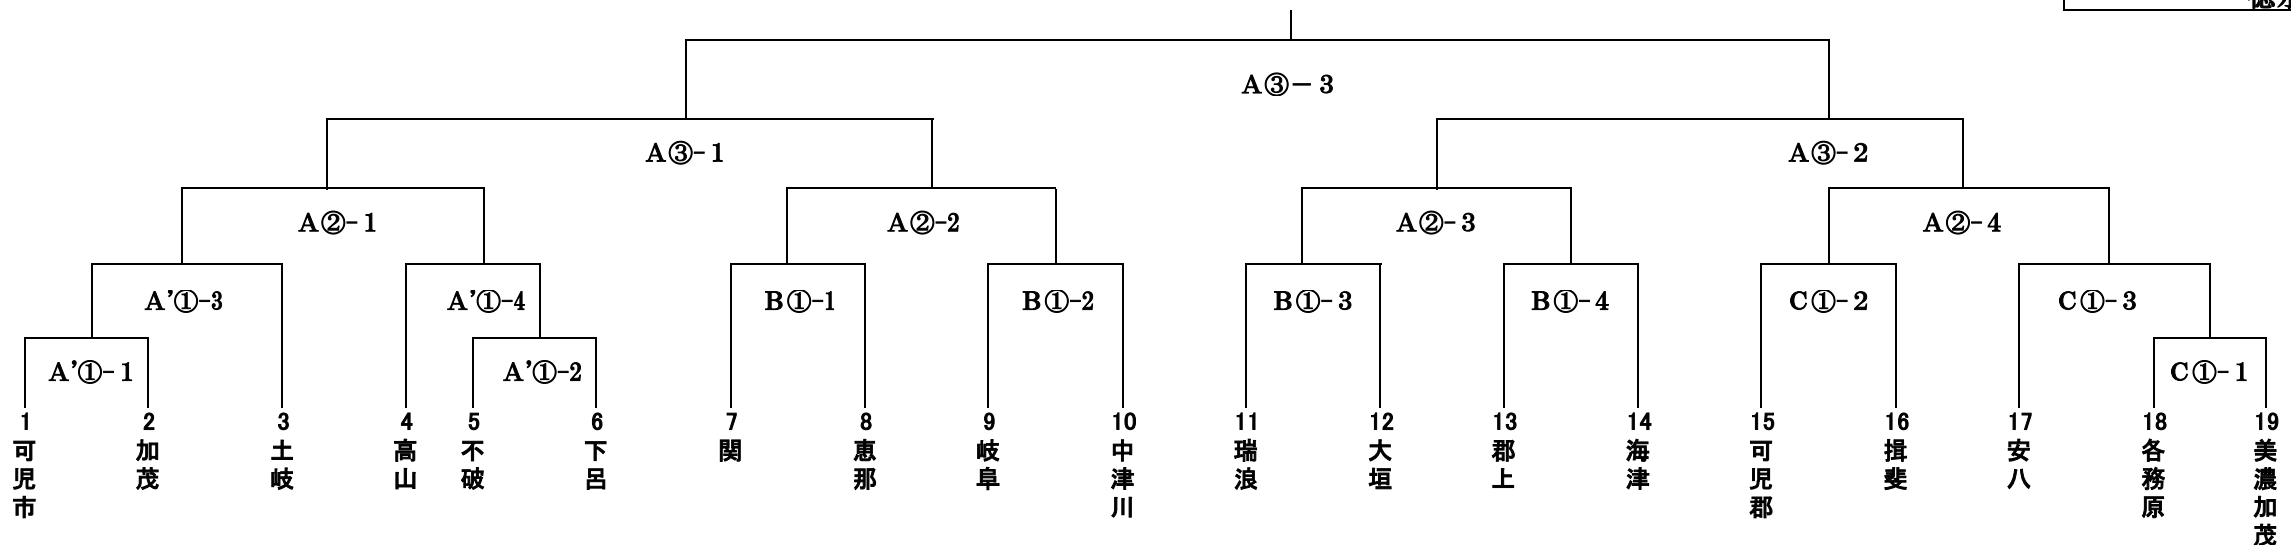 A③－3
A③-1
A③-2
A②-1
A②-2
A②-3
A②-4
A’①-3
A’①-4
B①-1
B①-2
B①-3
B①-4
C①-2
C①-3
A’①-1
A’①-2
C①-1
1
可児市
2
加茂
3
土岐
4
高山
5
不破
6
下呂
7
関
8
恵那
9
岐阜
10
中津川
11
瑞浪
12
大垣
13
郡上
14
海津
15
可児郡
16
揖斐
17
安八
18
各務原
19
美濃加茂